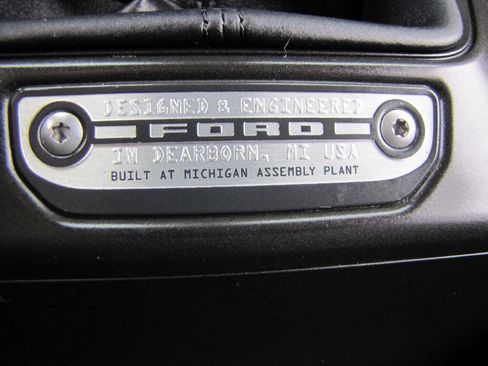 DESIGNED & ENGINEERED
FORD
IN DEARBORN, MI USA
BUILT AT MICHIGAN ASSEMBLY PLANT